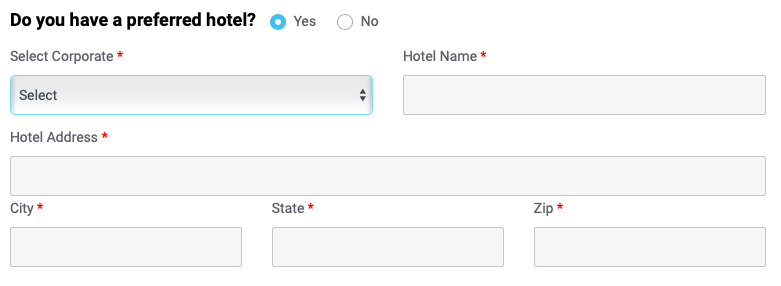 Do you have a preferred hotel? Yes No
Select Corporate * Hotel Name *
Select
Hotel Address *
City * State * Zip *